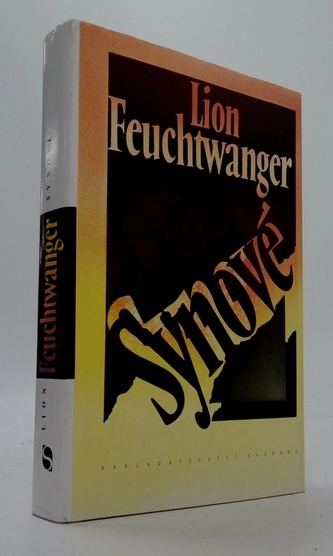 Lion
Feuchtwanger
Synové
NAKLADATELSTVÍ SVOBODA
LION
Feuchtwanger
SYNOVÉ
S